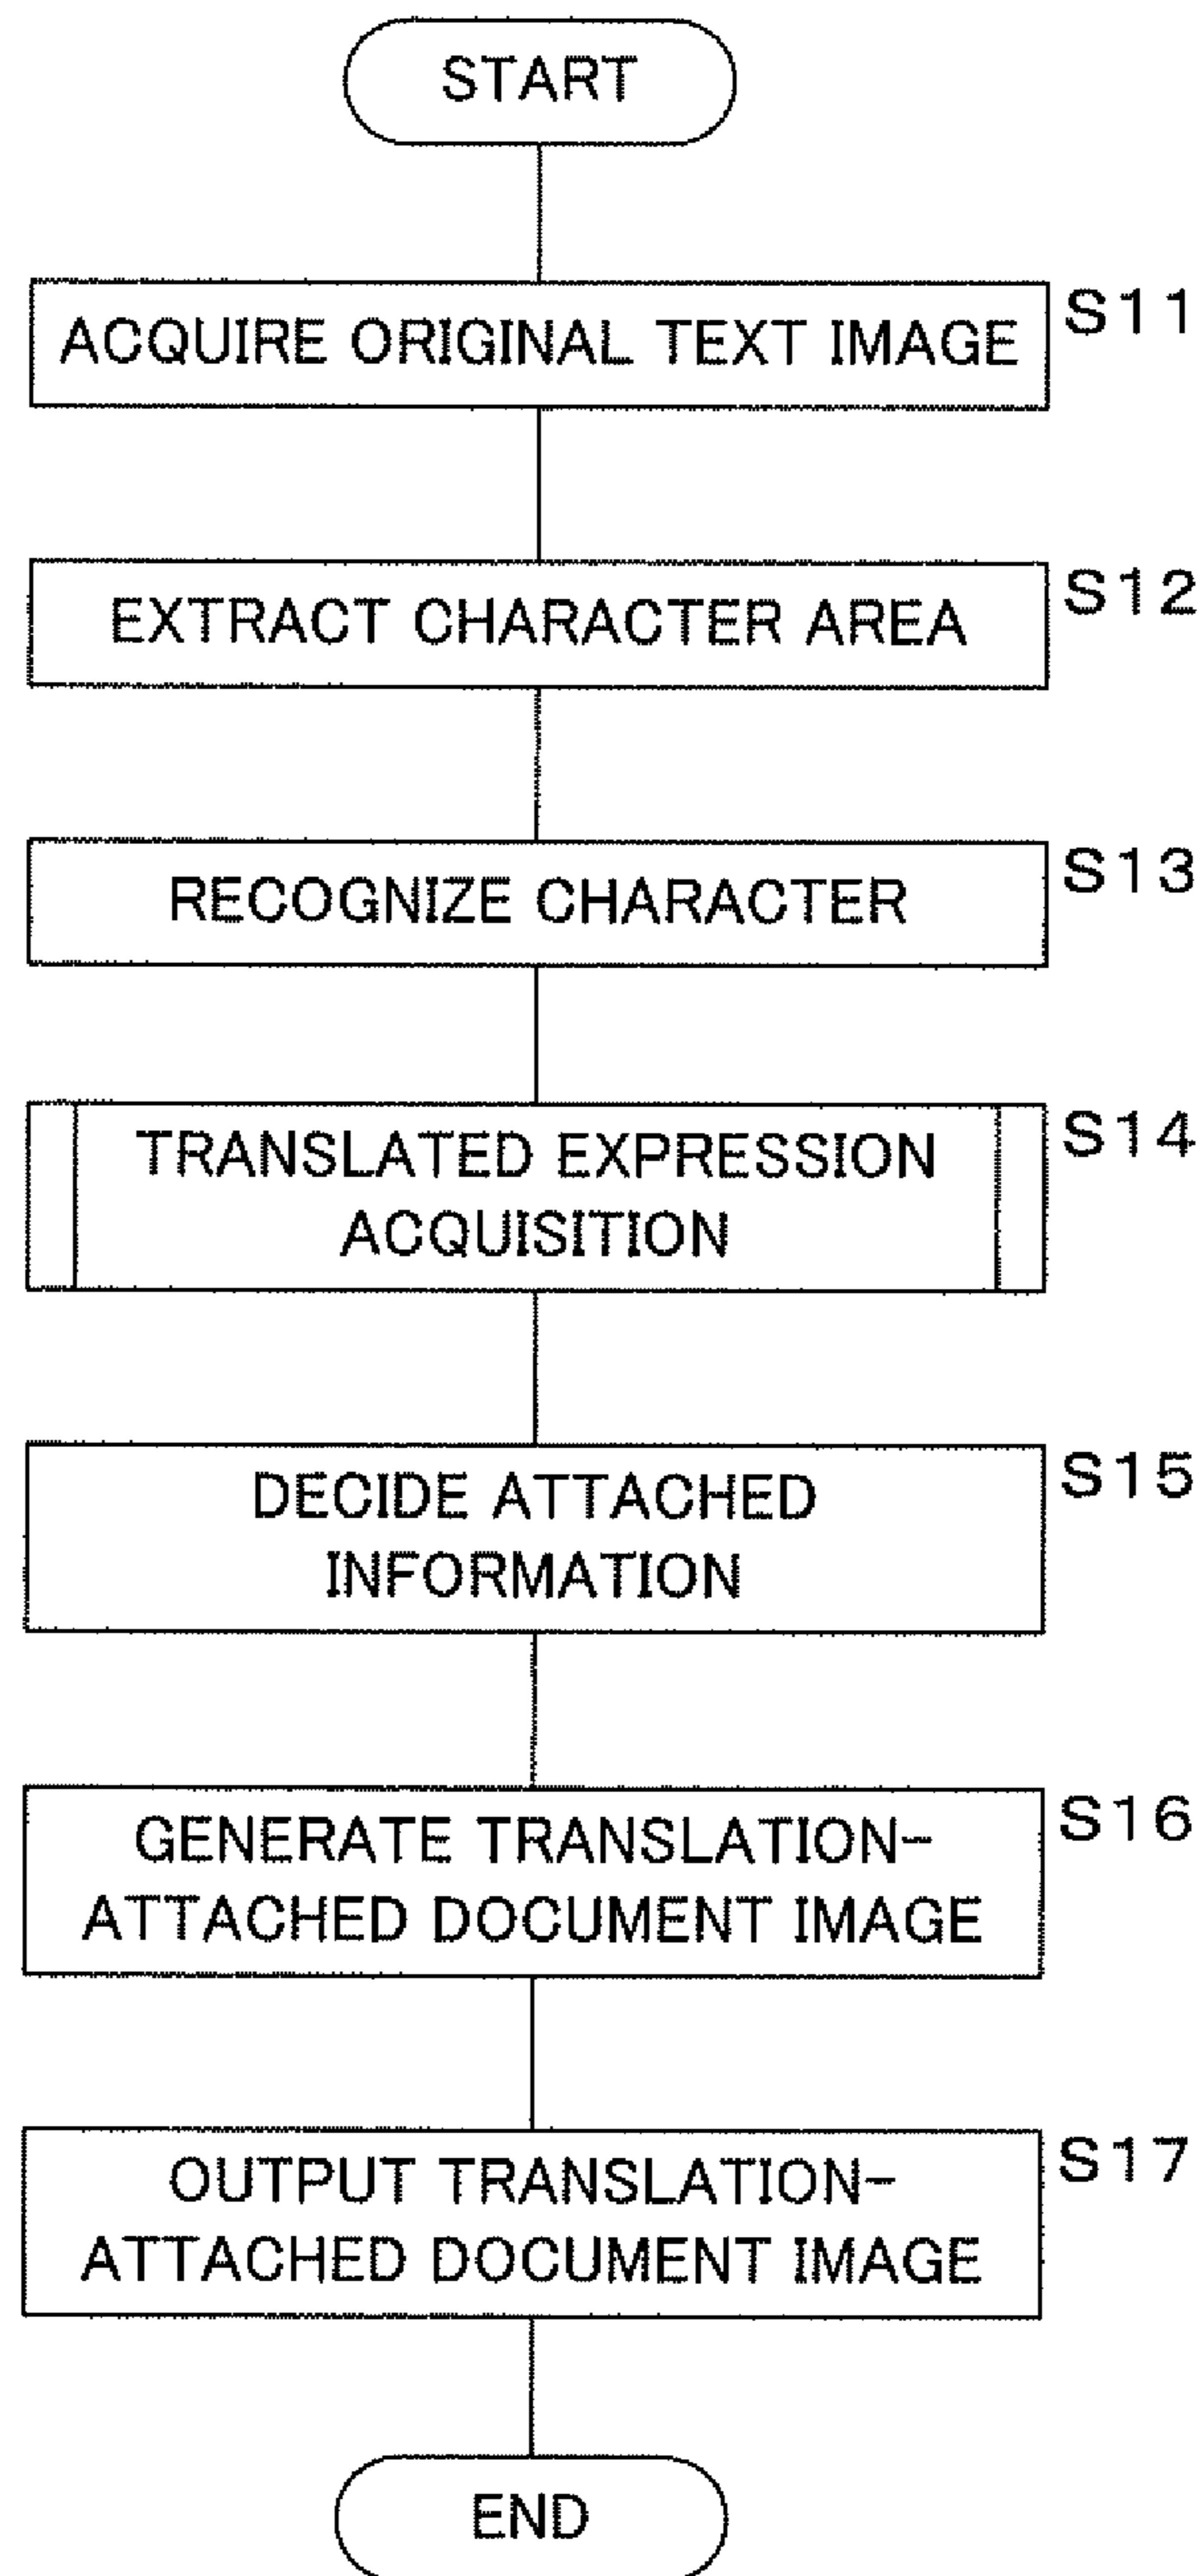 START
ACQUIRE ORIGINAL TEXT IMAGE S11
EXTRACT CHARACTER AREA S12
RECOGNIZE CHARACTER S13
TRANSLATED EXPRESSION S14
ACQUISITION
DECIDE ATTACHED S15
INFORMATION
GENERATE TRANSLATION- S16
ATTACHED DOCUMENT IMAGE
OUTPUT TRANSLATION- S17
ATTACHED DOCUMENT IMAGE
END